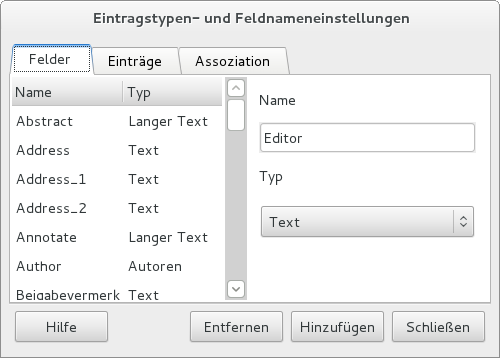 Eintragstypen- und Feldnameneinstellungen
Felder Einträge Assoziation
Name Typ
Abstract Langer Text
Address Text
Address_1 Text
Address_2 Text
Annotate Langer Text
Author Autoren
Beigabevermerk Text
Name
Editor
Typ
Text
Hilfe Entfernen Hinzufügen Schließen